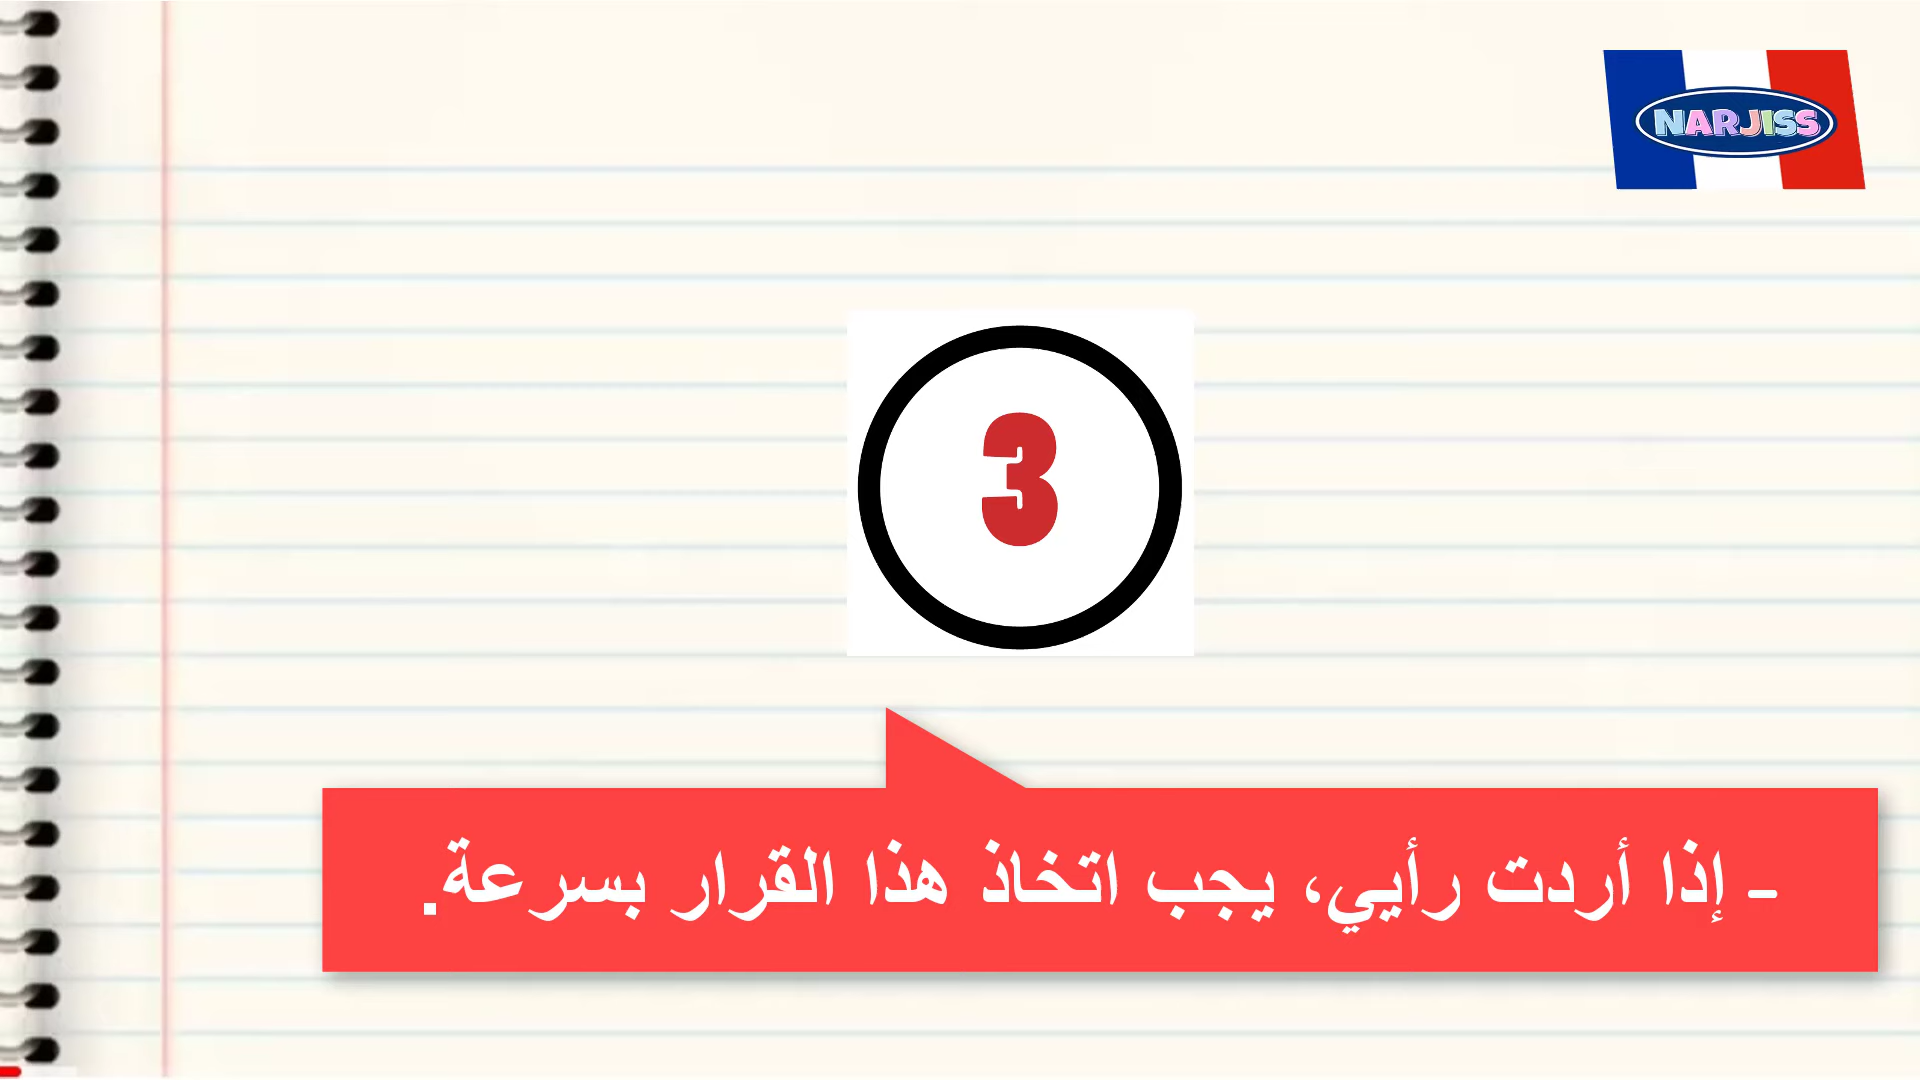 NARJISS
3
- إذا أردت رأيي، يجب اتخاذ هذا القرار بسرعة.